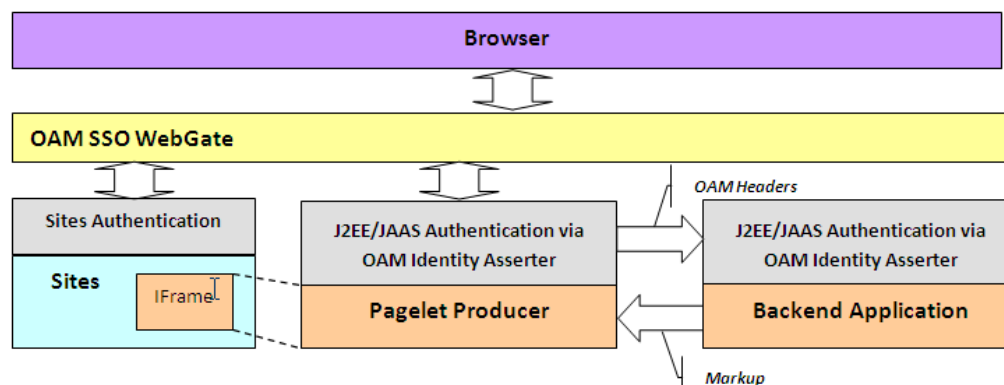 Browser
OAM SSO WebGate
OAM Headers
Sites Authentication
J2EE/JAAS Authentication via
OAM Identity Asserter
J2EE/JAAS Authentication via
OAM Identity Asserter
Sites
IFrame
Pagelet Producer
Backend Application
Markup